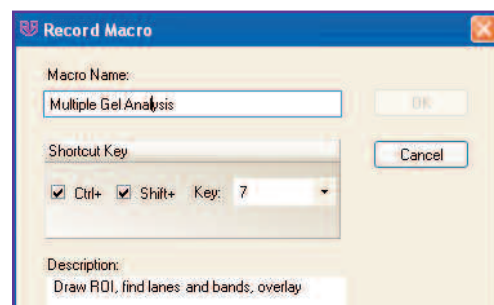 Record Macro
Macro Name:
Multiple Gel Analysis
OK
Shortcut Key
Cancel
Ctrl+ Shift+ Key: 7
Description:
Draw ROI, find lanes and bands, overlay